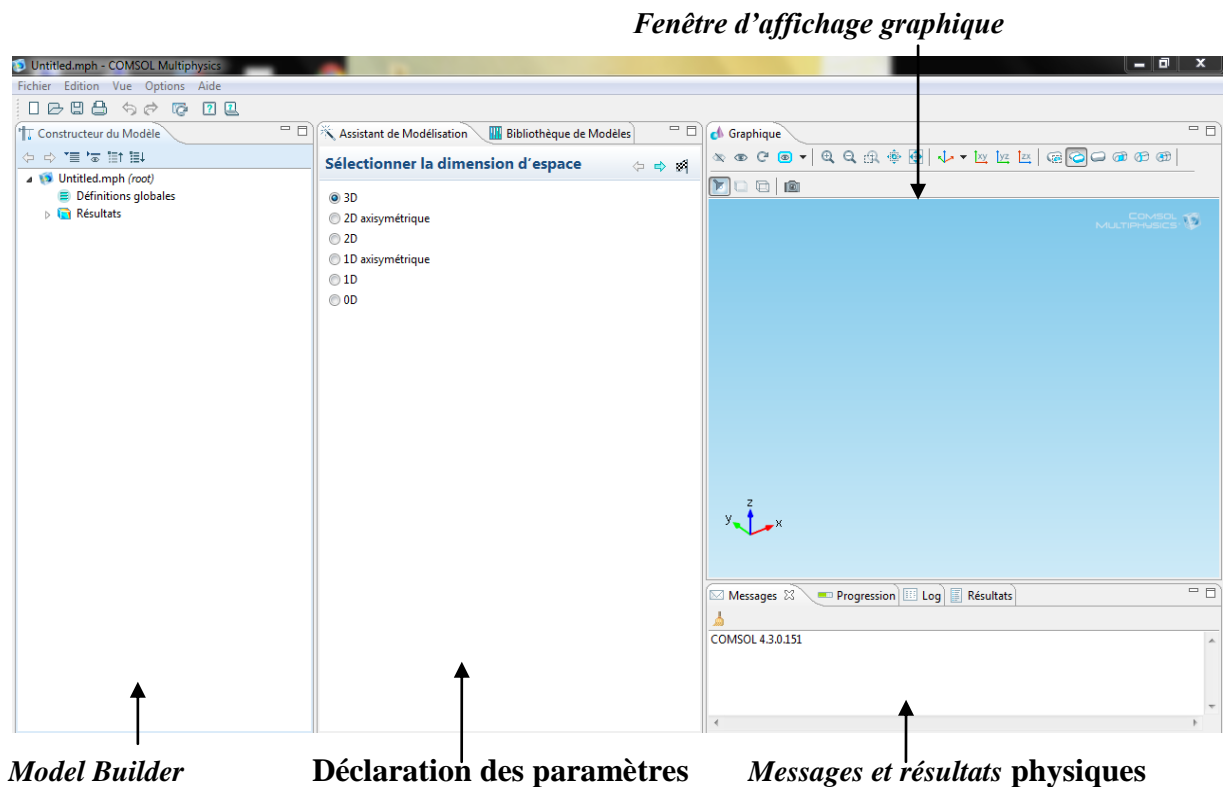 Fenêtre d'affichage graphique
Untitled.mph - COMSOL Multiphysics
Fichier Edition Vue Options Aide
Constructeur du Modèle
Untitled.mph (root)
Définitions globales
Résultats
Assistant de Modélisation Bibliothèque de Modèles
Sélectionner la dimension d'espace
3D
2D axisymétrique
2D
1D axisymétrique
1D
0D
Graphique
xy yz zx
COMSOL
MULTIPHYSICS
z
y x
Messages Progression Log Résultats
COMSOL 4.3.0.151
Model Builder Déclaration des paramètres Messages et résultats physiques